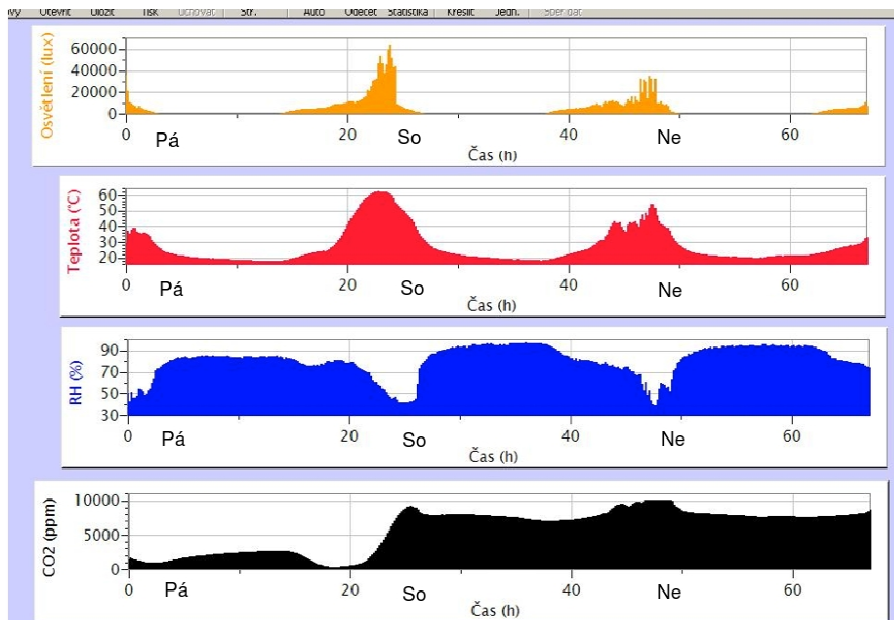 Otevřít Uložit Tisk Uchovat Str. Auto Odečet Statistika Kreslit Jedn. Sběr dat
Osvětlení (lux)
60000
40000
20000
0
0 20 40 60
Pá So Ne
Čas (h)
Teplota (°C)
60
50
40
30
20
0 20 40 60
Pá So Ne
Čas (h)
RH (%)
90
70
50
30
0 20 40 60
Pá So Ne
Čas (h)
CO2 (ppm)
10000
5000
0
0 20 40 60
Pá So Ne
Čas (h)